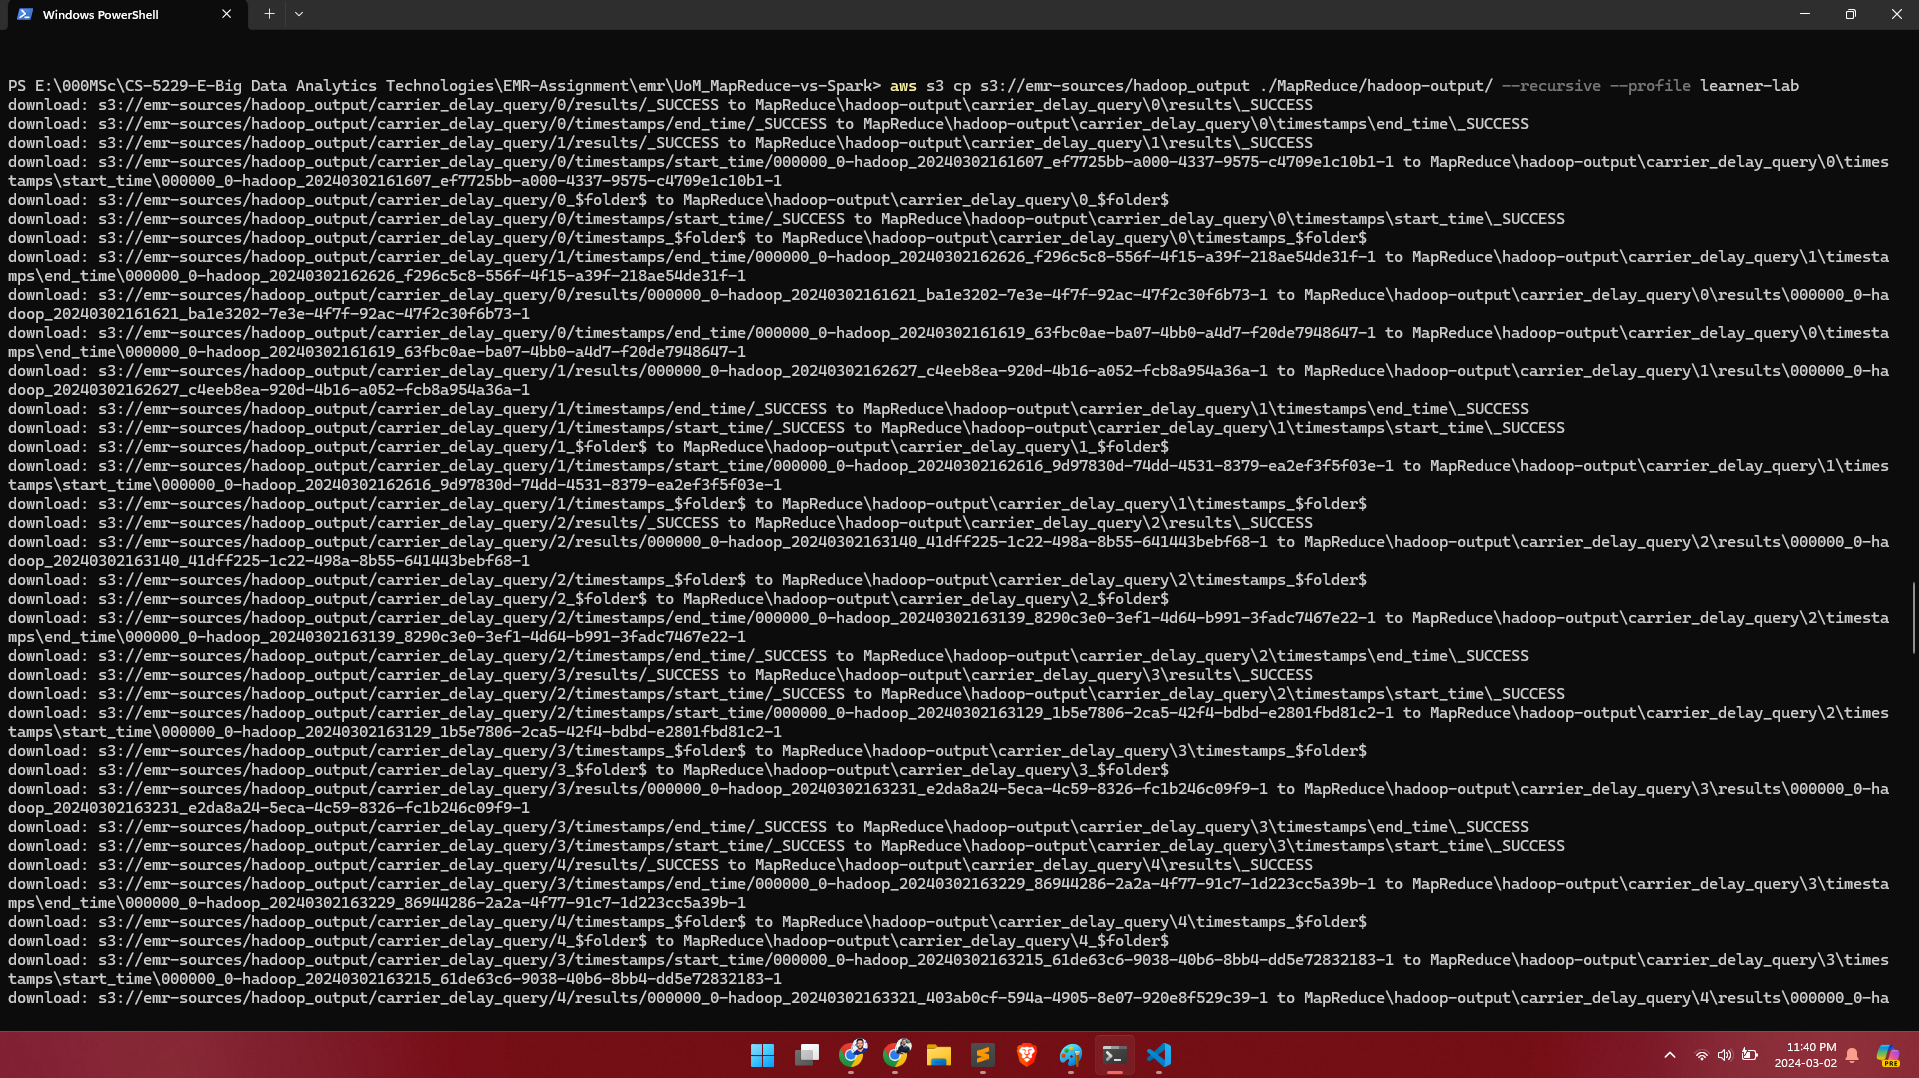 Windows PowerShell
PS E:\000MSc\CS-5229-E-Big Data Analytics Technologies\EMR-Assignment\emr\UoM_MapReduce-vs-Spark> aws s3 cp s3://emr-sources/hadoop_output ./MapReduce/hadoop-output/ --recursive --profile learner-lab
download: s3://emr-sources/hadoop_output/carrier_delay_query/0/results/_SUCCESS to MapReduce\hadoop-output\carrier_delay_query\0\results\_SUCCESS
download: s3://emr-sources/hadoop_output/carrier_delay_query/0/timestamps/end_time/_SUCCESS to MapReduce\hadoop-output\carrier_delay_query\0\timestamps\end_time\_SUCCESS
download: s3://emr-sources/hadoop_output/carrier_delay_query/1/results/_SUCCESS to MapReduce\hadoop-output\carrier_delay_query\1\results\_SUCCESS
download: s3://emr-sources/hadoop_output/carrier_delay_query/0/timestamps/start_time/000000_0-hadoop_20240302161607_ef7725bb-a000-4337-9575-c4709e1c10b1-1 to MapReduce\hadoop-output\carrier_delay_query\0\times
tamps\start_time\000000_0-hadoop_20240302161607_ef7725bb-a000-4337-9575-c4709e1c10b1-1
download: s3://emr-sources/hadoop_output/carrier_delay_query/0_$folder$ to MapReduce\hadoop-output\carrier_delay_query\0_$folder$
download: s3://emr-sources/hadoop_output/carrier_delay_query/0/timestamps/start_time/_SUCCESS to MapReduce\hadoop-output\carrier_delay_query\0\timestamps\start_time\_SUCCESS
download: s3://emr-sources/hadoop_output/carrier_delay_query/0/timestamps_$folder$ to MapReduce\hadoop-output\carrier_delay_query\0\timestamps_$folder$
download: s3://emr-sources/hadoop_output/carrier_delay_query/1/timestamps/end_time/000000_0-hadoop_20240302162626_f296c5c8-556f-4f15-a39f-218ae54de31f-1 to MapReduce\hadoop-output\carrier_delay_query\1\timesta
mps\end_time\000000_0-hadoop_20240302162626_f296c5c8-556f-4f15-a39f-218ae54de31f-1
download: s3://emr-sources/hadoop_output/carrier_delay_query/0/results/000000_0-hadoop_20240302161621_ba1e3202-7e3e-4f7f-92ac-47f2c30f6b73-1 to MapReduce\hadoop-output\carrier_delay_query\0\results\000000_0-ha
doop_20240302161621_ba1e3202-7e3e-4f7f-92ac-47f2c30f6b73-1
download: s3://emr-sources/hadoop_output/carrier_delay_query/0/timestamps/end_time/000000_0-hadoop_20240302161619_63fbc0ae-ba07-4bb0-a4d7-f20de7948647-1 to MapReduce\hadoop-output\carrier_delay_query\0\timesta
mps\end_time\000000_0-hadoop_20240302161619_63fbc0ae-ba07-4bb0-a4d7-f20de7948647-1
download: s3://emr-sources/hadoop_output/carrier_delay_query/1/results/000000_0-hadoop_20240302162627_c4eeb8ea-920d-4b16-a052-fcb8a954a36a-1 to MapReduce\hadoop-output\carrier_delay_query\1\results\000000_0-ha
doop_20240302162627_c4eeb8ea-920d-4b16-a052-fcb8a954a36a-1
download: s3://emr-sources/hadoop_output/carrier_delay_query/1/timestamps/end_time/_SUCCESS to MapReduce\hadoop-output\carrier_delay_query\1\timestamps\end_time\_SUCCESS
download: s3://emr-sources/hadoop_output/carrier_delay_query/1/timestamps/start_time/_SUCCESS to MapReduce\hadoop-output\carrier_delay_query\1\timestamps\start_time\_SUCCESS
download: s3://emr-sources/hadoop_output/carrier_delay_query/1_$folder$ to MapReduce\hadoop-output\carrier_delay_query\1_$folder$
download: s3://emr-sources/hadoop_output/carrier_delay_query/1/timestamps/start_time/000000_0-hadoop_20240302162616_9d97830d-74dd-4531-8379-ea2ef3f5f03e-1 to MapReduce\hadoop-output\carrier_delay_query\1\times
tamps\start_time\000000_0-hadoop_20240302162616_9d97830d-74dd-4531-8379-ea2ef3f5f03e-1
download: s3://emr-sources/hadoop_output/carrier_delay_query/1/timestamps_$folder$ to MapReduce\hadoop-output\carrier_delay_query\1\timestamps_$folder$
download: s3://emr-sources/hadoop_output/carrier_delay_query/2/results/_SUCCESS to MapReduce\hadoop-output\carrier_delay_query\2\results\_SUCCESS
download: s3://emr-sources/hadoop_output/carrier_delay_query/2/results/000000_0-hadoop_20240302163140_41dff225-1c22-498a-8b55-641443bebf68-1 to MapReduce\hadoop-output\carrier_delay_query\2\results\000000_0-ha
doop_20240302163140_41dff225-1c22-498a-8b55-641443bebf68-1
download: s3://emr-sources/hadoop_output/carrier_delay_query/2/timestamps_$folder$ to MapReduce\hadoop-output\carrier_delay_query\2\timestamps_$folder$
download: s3://emr-sources/hadoop_output/carrier_delay_query/2_$folder$ to MapReduce\hadoop-output\carrier_delay_query\2_$folder$
download: s3://emr-sources/hadoop_output/carrier_delay_query/2/timestamps/end_time/000000_0-hadoop_20240302163139_8290c3e0-3ef1-4d64-b991-3fadc7467e22-1 to MapReduce\hadoop-output\carrier_delay_query\2\timesta
mps\end_time\000000_0-hadoop_20240302163139_8290c3e0-3ef1-4d64-b991-3fadc7467e22-1
download: s3://emr-sources/hadoop_output/carrier_delay_query/2/timestamps/end_time/_SUCCESS to MapReduce\hadoop-output\carrier_delay_query\2\timestamps\end_time\_SUCCESS
download: s3://emr-sources/hadoop_output/carrier_delay_query/3/results/_SUCCESS to MapReduce\hadoop-output\carrier_delay_query\3\results\_SUCCESS
download: s3://emr-sources/hadoop_output/carrier_delay_query/2/timestamps/start_time/_SUCCESS to MapReduce\hadoop-output\carrier_delay_query\2\timestamps\start_time\_SUCCESS
download: s3://emr-sources/hadoop_output/carrier_delay_query/2/timestamps/start_time/000000_0-hadoop_20240302163129_1b5e7806-2ca5-42f4-bdbd-e2801fbd81c2-1 to MapReduce\hadoop-output\carrier_delay_query\2\times
tamps\start_time\000000_0-hadoop_20240302163129_1b5e7806-2ca5-42f4-bdbd-e2801fbd81c2-1
download: s3://emr-sources/hadoop_output/carrier_delay_query/3/timestamps_$folder$ to MapReduce\hadoop-output\carrier_delay_query\3\timestamps_$folder$
download: s3://emr-sources/hadoop_output/carrier_delay_query/3_$folder$ to MapReduce\hadoop-output\carrier_delay_query\3_$folder$
download: s3://emr-sources/hadoop_output/carrier_delay_query/3/results/000000_0-hadoop_20240302163231_e2da8a24-5eca-4c59-8326-fc1b246c09f9-1 to MapReduce\hadoop-output\carrier_delay_query\3\results\000000_0-ha
doop_20240302163231_e2da8a24-5eca-4c59-8326-fc1b246c09f9-1
download: s3://emr-sources/hadoop_output/carrier_delay_query/3/timestamps/end_time/_SUCCESS to MapReduce\hadoop-output\carrier_delay_query\3\timestamps\end_time\_SUCCESS
download: s3://emr-sources/hadoop_output/carrier_delay_query/3/timestamps/start_time/_SUCCESS to MapReduce\hadoop-output\carrier_delay_query\3\timestamps\start_time\_SUCCESS
download: s3://emr-sources/hadoop_output/carrier_delay_query/4/results/_SUCCESS to MapReduce\hadoop-output\carrier_delay_query\4\results\_SUCCESS
download: s3://emr-sources/hadoop_output/carrier_delay_query/3/timestamps/end_time/000000_0-hadoop_20240302163229_86944286-2a2a-4f77-91c7-1d223cc5a39b-1 to MapReduce\hadoop-output\carrier_delay_query\3\timesta
mps\end_time\000000_0-hadoop_20240302163229_86944286-2a2a-4f77-91c7-1d223cc5a39b-1
download: s3://emr-sources/hadoop_output/carrier_delay_query/4/timestamps_$folder$ to MapReduce\hadoop-output\carrier_delay_query\4\timestamps_$folder$
download: s3://emr-sources/hadoop_output/carrier_delay_query/4_$folder$ to MapReduce\hadoop-output\carrier_delay_query\4_$folder$
download: s3://emr-sources/hadoop_output/carrier_delay_query/3/timestamps/start_time/000000_0-hadoop_20240302163215_61de63c6-9038-40b6-8bb4-dd5e72832183-1 to MapReduce\hadoop-output\carrier_delay_query\3\times
tamps\start_time\000000_0-hadoop_20240302163215_61de63c6-9038-40b6-8bb4-dd5e72832183-1
download: s3://emr-sources/hadoop_output/carrier_delay_query/4/results/000000_0-hadoop_20240302163321_403ab0cf-594a-4905-8e07-920e8f529c39-1 to MapReduce\hadoop-output\carrier_delay_query\4\results\000000_0-ha
11:40 PM
2024-03-02
PRE